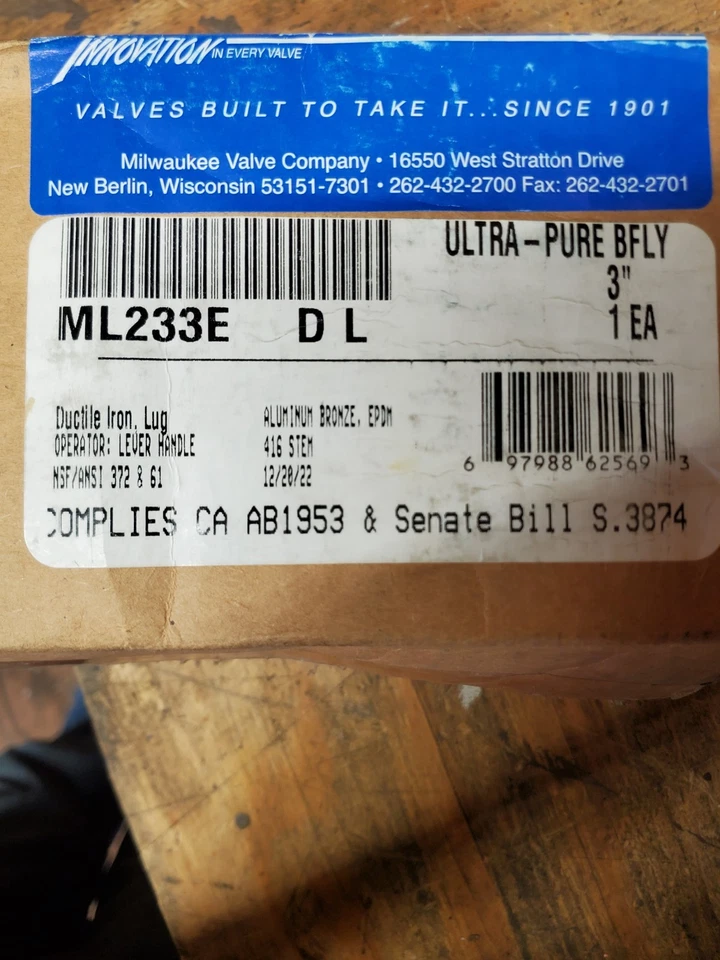 INNOVATION IN EVERY VALVE
VALVES BUILT TO TAKE IT...SINCE 1901
Milwaukee Valve Company • 16550 West Stratton Drive
New Berlin, Wisconsin 53151-7301 • 262-432-2700 Fax: 262-432-2701
ULTRA-PURE BFLY
3"
ML233E D L 1 EA
Ductile Iron, Lug ALUMINUM BRONZE, EPDM
OPERATOR: LEVER HANDLE 416 STEM
NSF/ANSI 372 & 61 12/20/22
6 97988 62569 3
COMPLIES CA AB1953 & Senate Bill S.3874